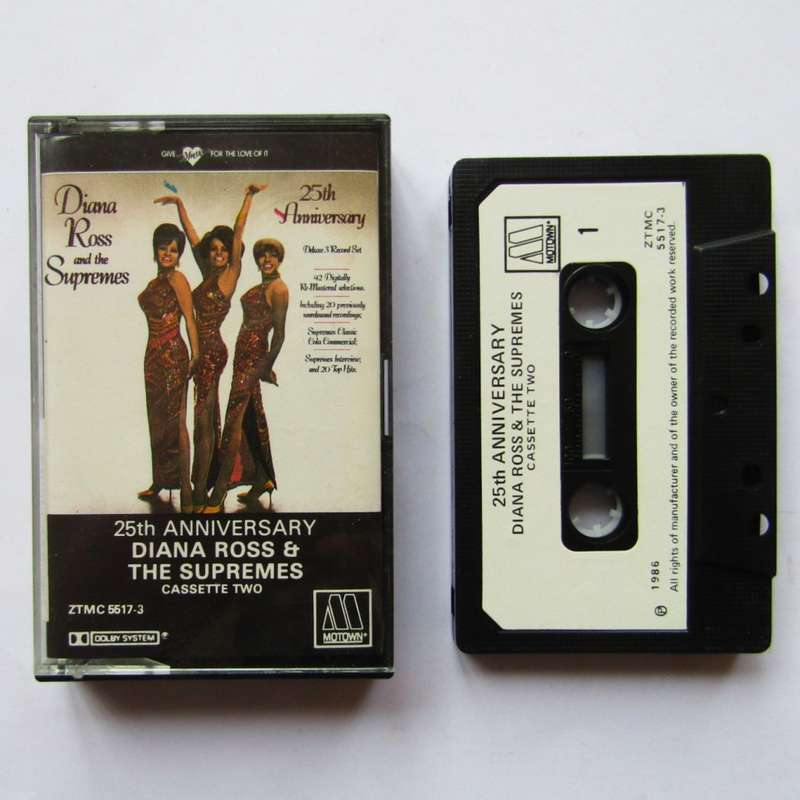 GIVE Music FOR THE LOVE OF IT
Diana
Ross
and the
Supremes
25th
Anniversary
Deluxe 3 Record Set
42 Digitally
Re-Mastered selections.
Including 20 previously
unreleased recordings;
Supremes Classic
Cola Commercial;
Supremes Interview;
and 20 Top Hits.
25th ANNIVERSARY
DIANA ROSS &
THE SUPREMES
CASSETTE TWO
ZTMC 5517-3
DOLBY SYSTEM
MOTOWN®
MOTOWN®
1
ZTMC
5517-3
25th ANNIVERSARY
DIANA ROSS & THE SUPREMES
CASSETTE TWO
℗ 1986
All rights of manufacturer and of the owner of the recorded work reserved.